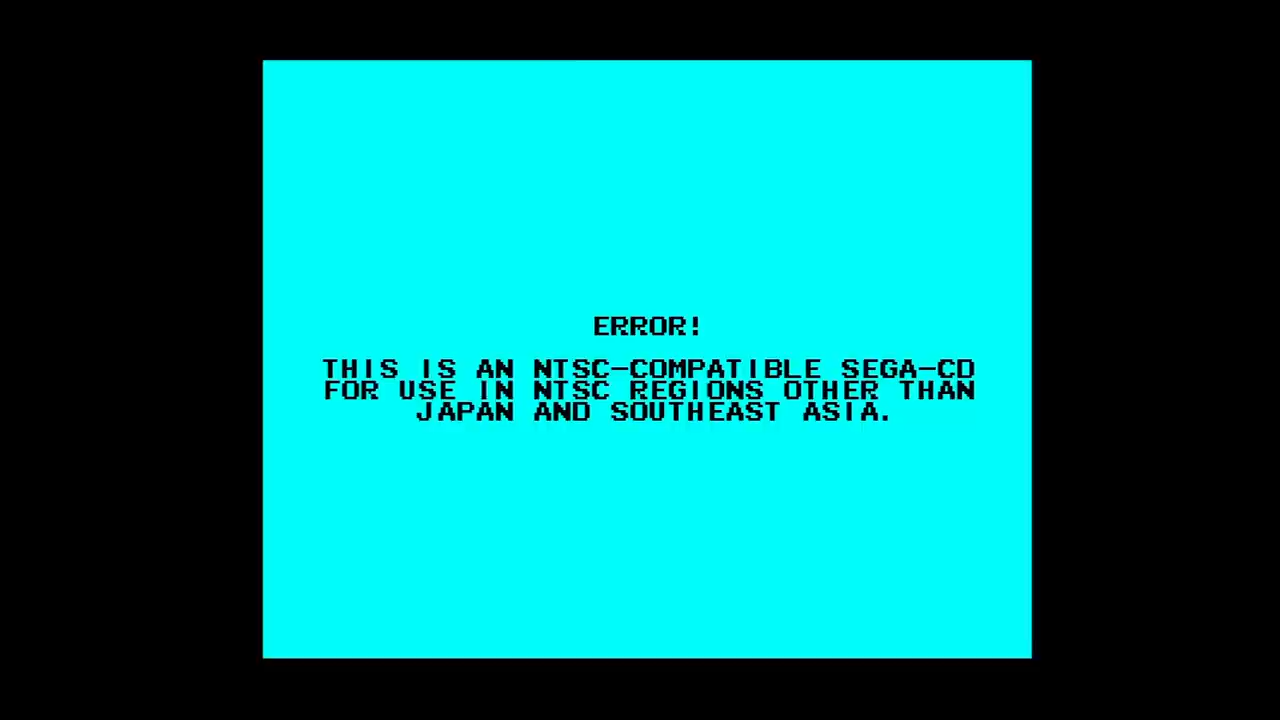 ERROR!
THIS IS AN NTSC-COMPATIBLE SEGA-CD
FOR USE IN NTSC REGIONS OTHER THAN
JAPAN AND SOUTHEAST ASIA.